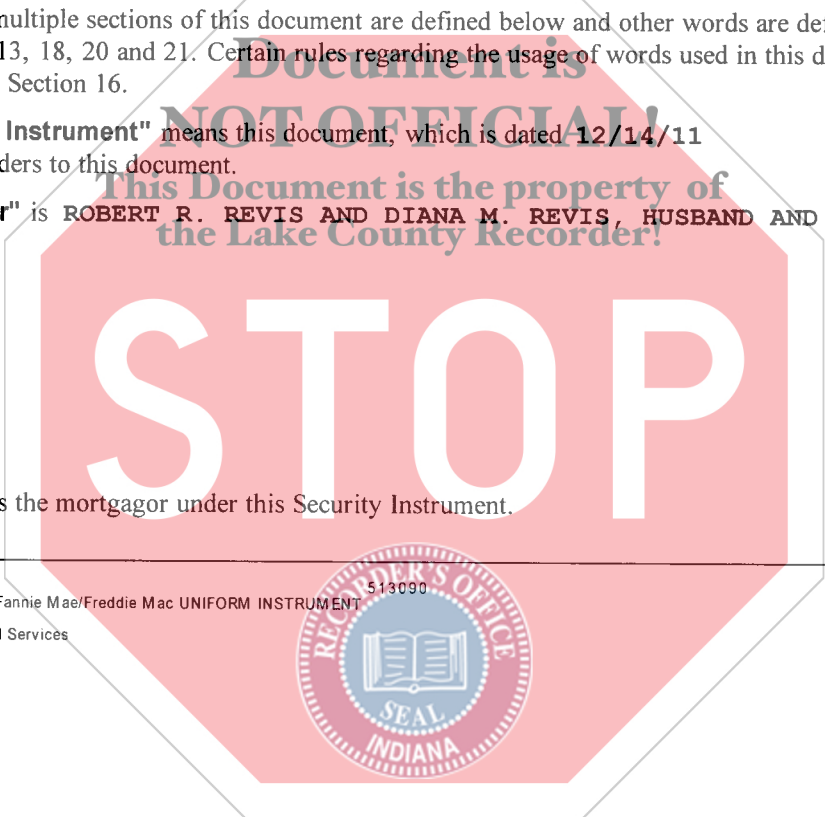 multiple sections of this document are defined below and other words are def
13, 18, 20 and 21. Certain rules regarding the usage of words used in this d
Section 16.
Document is
NOT OFFICIAL!
Instrument" means this document, which is dated 12/14/11
ders to this document.
This Document is the property of
r" is ROBERT R. REVIS AND DIANA M. REVIS, HUSBAND AND
the Lake County Recorder!
STOP
s the mortgagor under this Security Instrument.
513090
Fannie Mae/Freddie Mac UNIFORM INSTRUMENT
l Services
RECORDER'S OFFICE
SEAL
INDIANA